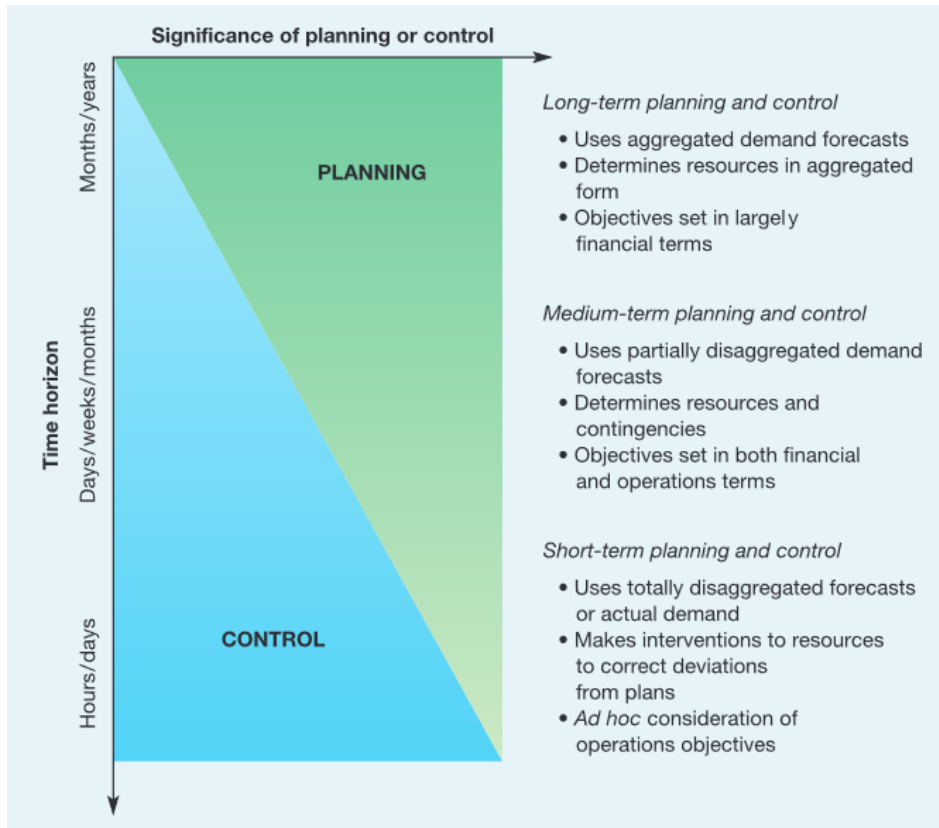 Significance of planning or control
Months/years
Days/weeks/months
Hours/days
Time horizon
PLANNING
CONTROL
Long-term planning and control
• Uses aggregated demand forecasts
• Determines resources in aggregated
form
• Objectives set in largely
financial terms
Medium-term planning and control
• Uses partially disaggregated demand
forecasts
• Determines resources and
contingencies
• Objectives set in both financial
and operations terms
Short-term planning and control
• Uses totally disaggregated forecasts
or actual demand
• Makes interventions to resources
to correct deviations
from plans
• Ad hoc consideration of
operations objectives